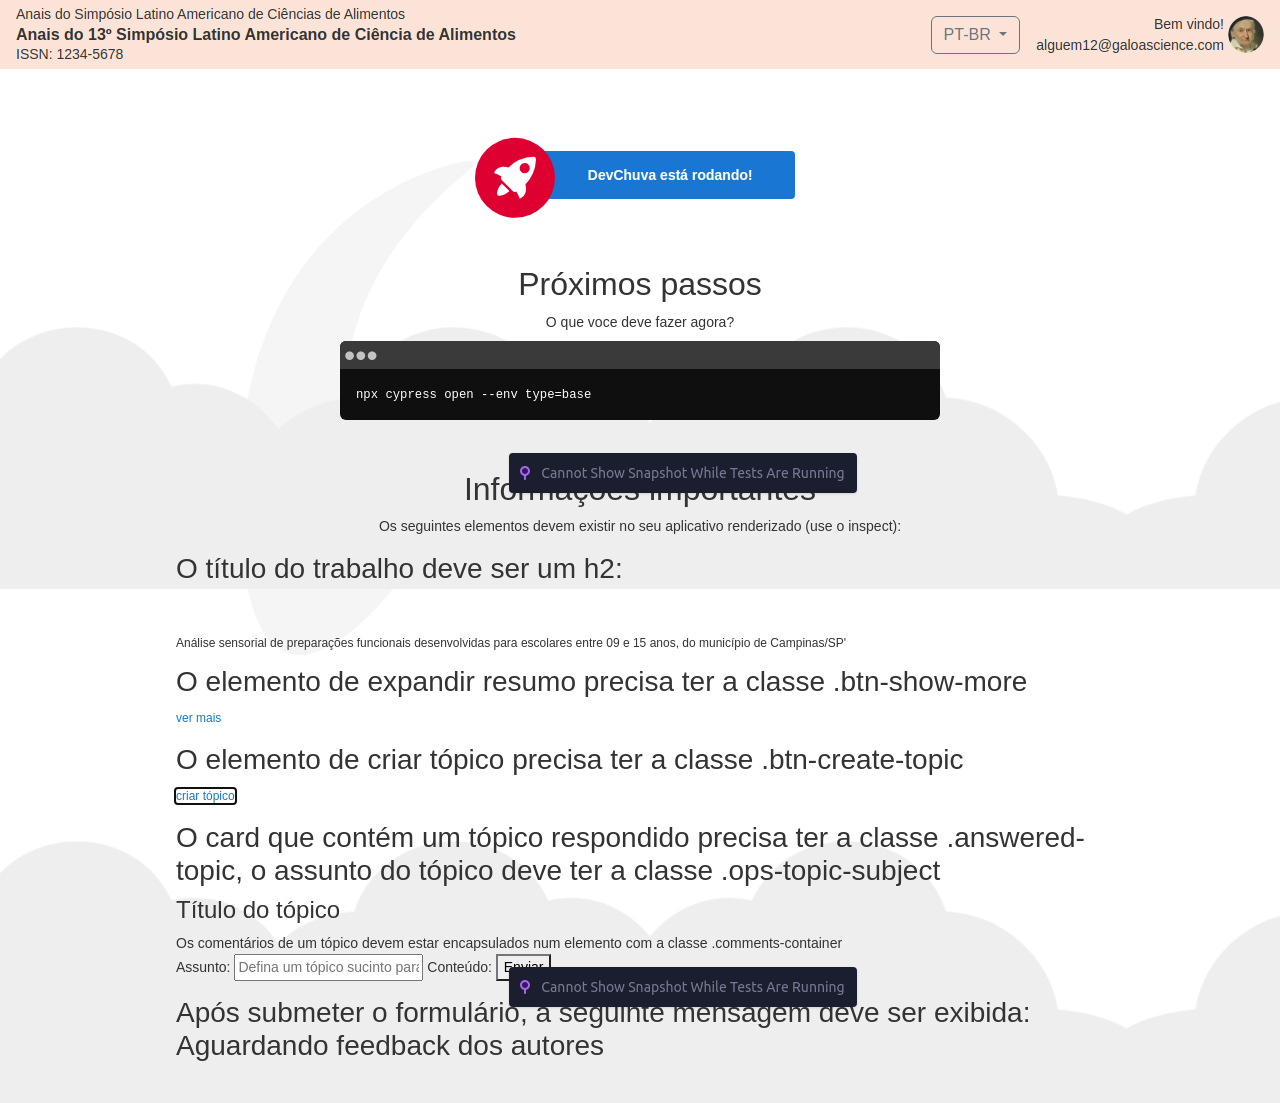 Anais do Simpósio Latino Americano de Ciências de Alimentos
Anais do 13º Simpósio Latino Americano de Ciência de Alimentos
ISSN: 1234-5678
PT-BR
Bem vindo!
alguem12@galoascience.com
DevChuva está rodando!
Próximos passos
O que voce deve fazer agora?
npx cypress open --env type=base
Cannot Show Snapshot While Tests Are Running
Informações importantes
Os seguintes elementos devem existir no seu aplicativo renderizado (use o inspect):
O título do trabalho deve ser um h2:
Análise sensorial de preparações funcionais desenvolvidas para escolares entre 09 e 15 anos, do município de Campinas/SP'
O elemento de expandir resumo precisa ter a classe .btn-show-more
ver mais
O elemento de criar tópico precisa ter a classe .btn-create-topic
criar tópico
O card que contém um tópico respondido precisa ter a classe .answered-
topic, o assunto do tópico deve ter a classe .ops-topic-subject
Título do tópico
Os comentários de um tópico devem estar encapsulados num elemento com a classe .comments-container
Assunto: Defina um tópico sucinto para Conteúdo: Enviar
Cannot Show Snapshot While Tests Are Running
Após submeter o formulário, a seguinte mensagem deve ser exibida:
Aguardando feedback dos autores